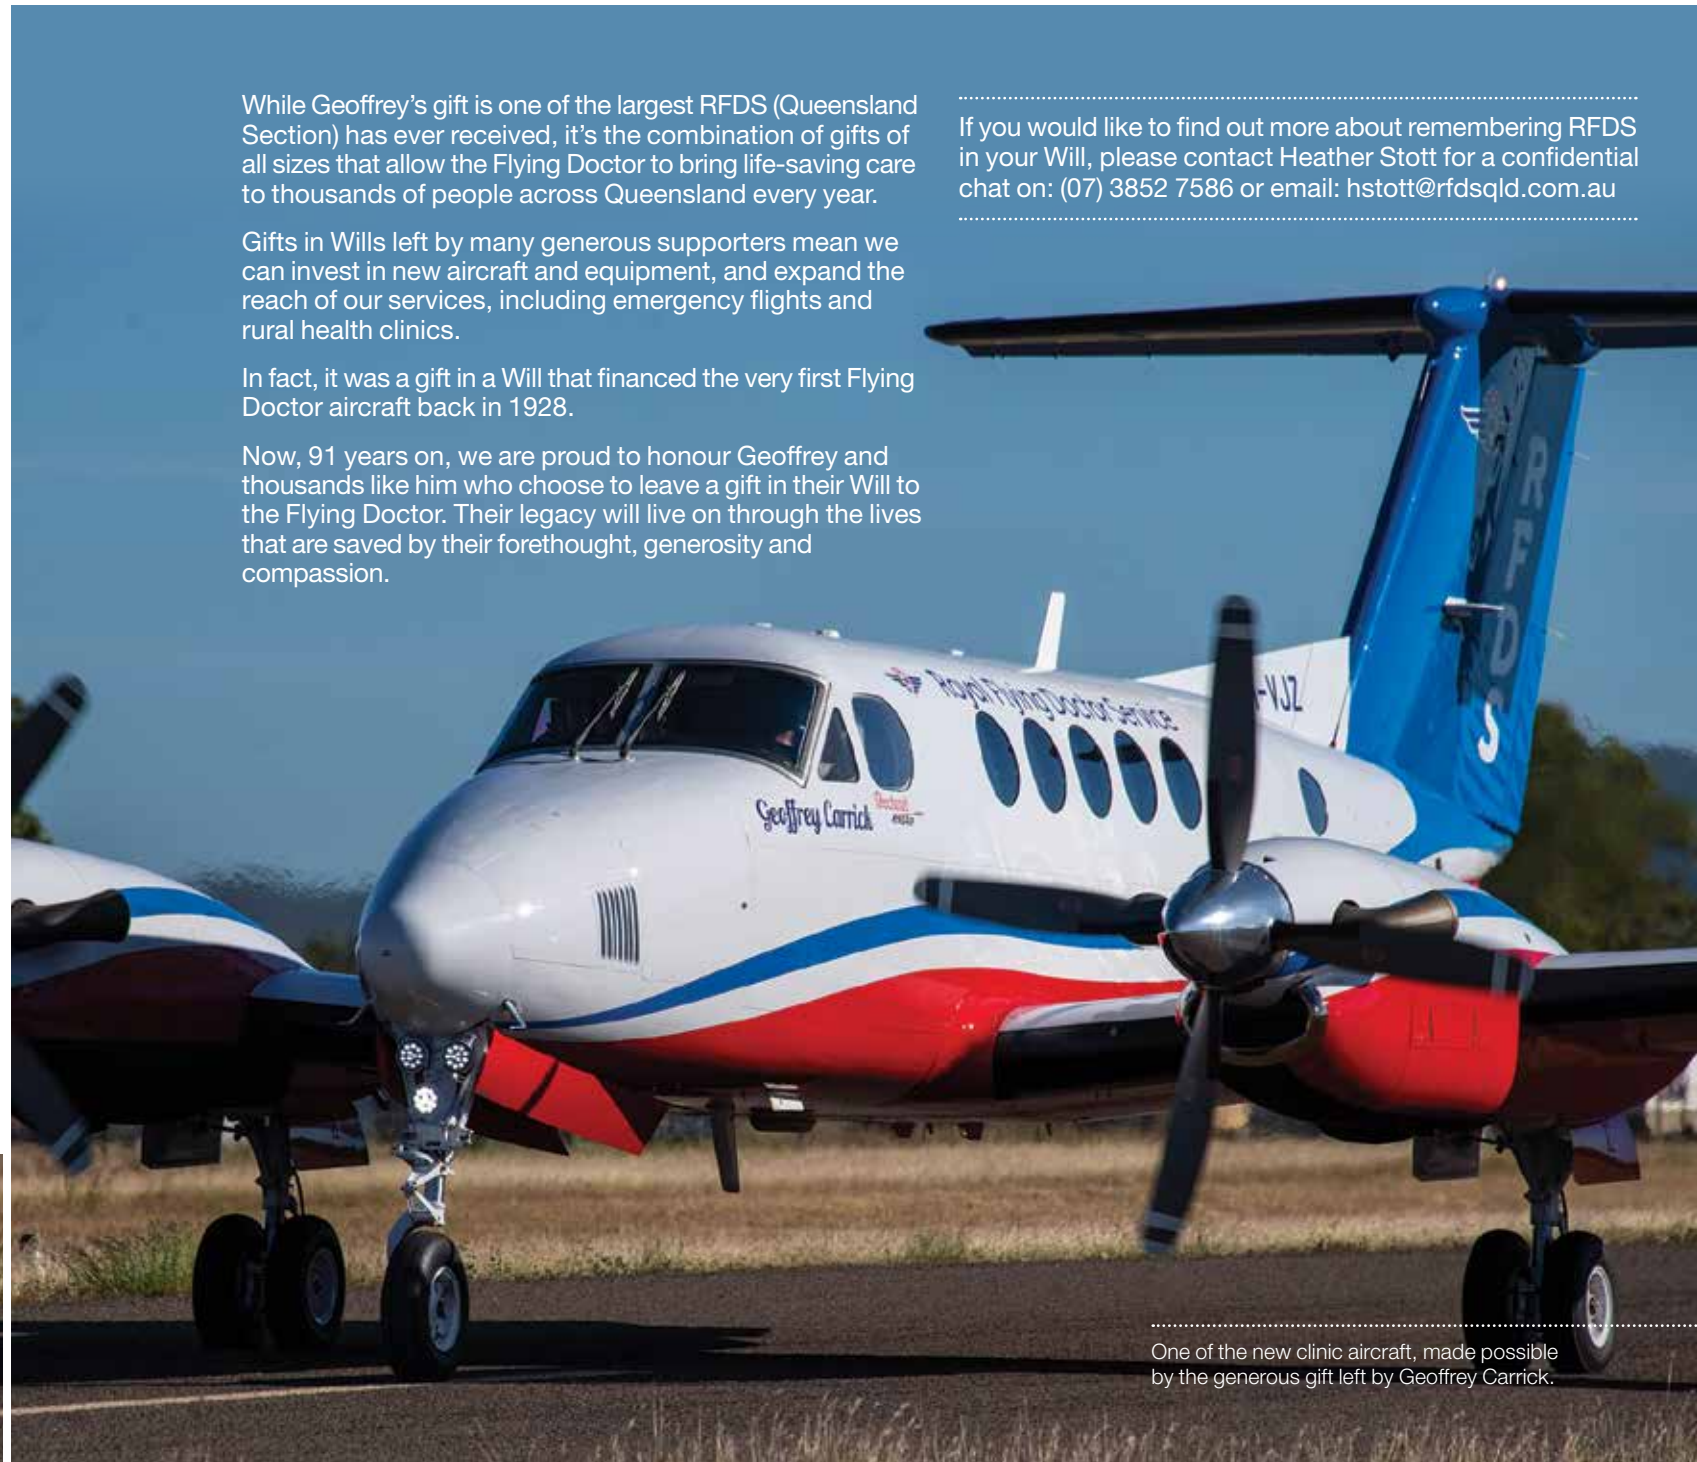 While Geoffrey’s gift is one of the largest RFDS (Queensland
Section) has ever received, it’s the combination of gifts of
all sizes that allow the Flying Doctor to bring life-saving care
to thousands of people across Queensland every year.
Gifts in Wills left by many generous supporters mean we
can invest in new aircraft and equipment, and expand the
reach of our services, including emergency flights and
rural health clinics.
In fact, it was a gift in a Will that financed the very first Flying
Doctor aircraft back in 1928.
Now, 91 years on, we are proud to honour Geoffrey and
thousands like him who choose to leave a gift in their Will to
the Flying Doctor. Their legacy will live on through the lives
that are saved by their forethought, generosity and
compassion.
If you would like to find out more about remembering RFDS
in your Will, please contact Heather Stott for a confidential
chat on: (07) 3852 7586 or email: hstott@rfdsqld.com.au
RFDS
Royal Flying Doctor Service
-VJZ
Geoffrey Carrick
One of the new clinic aircraft, made possible
by the generous gift left by Geoffrey Carrick.